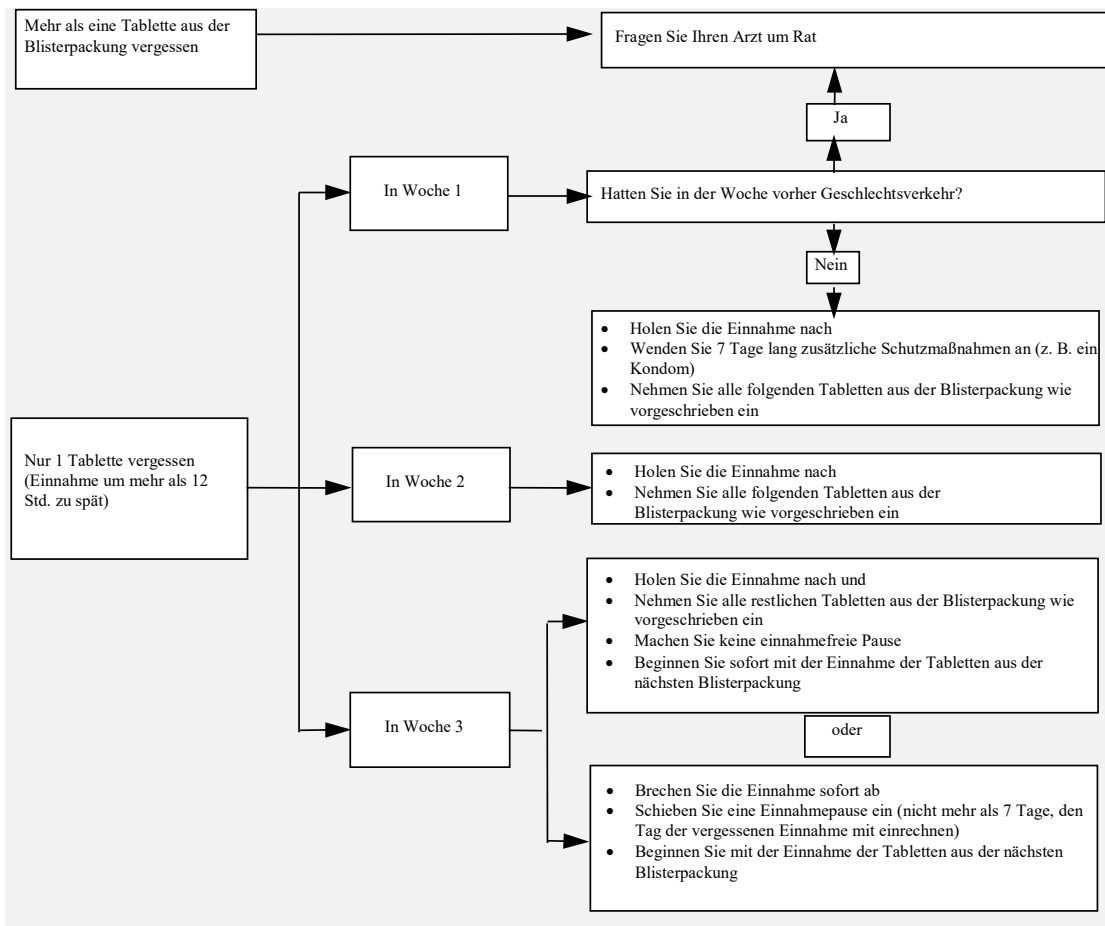 Mehr als eine Tablette aus der
Blisterpackung vergessen
Fragen Sie Ihren Arzt um Rat
Ja
In Woche 1
Hatten Sie in der Woche vorher Geschlechtsverkehr?
Nein
• Holen Sie die Einnahme nach
• Wenden Sie 7 Tage lang zusätzliche Schutzmaßnahmen an (z. B. ein
Kondom)
• Nehmen Sie alle folgenden Tabletten aus der Blisterpackung wie
vorgeschrieben ein
Nur 1 Tablette vergessen
(Einnahme um mehr als 12
Std. zu spät)
In Woche 2
• Holen Sie die Einnahme nach
• Nehmen Sie alle folgenden Tabletten aus der
Blisterpackung wie vorgeschrieben ein
• Holen Sie die Einnahme nach und
• Nehmen Sie alle restlichen Tabletten aus der Blisterpackung wie
vorgeschrieben ein
• Machen Sie keine einnahmefreie Pause
• Beginnen Sie sofort mit der Einnahme der Tabletten aus der
nächsten Blisterpackung
In Woche 3
oder
• Brechen Sie die Einnahme sofort ab
• Schieben Sie eine Einnahmepause ein (nicht mehr als 7 Tage, den
Tag der vergessenen Einnahme mit einrechnen)
• Beginnen Sie mit der Einnahme der Tabletten aus der nächsten
Blisterpackung